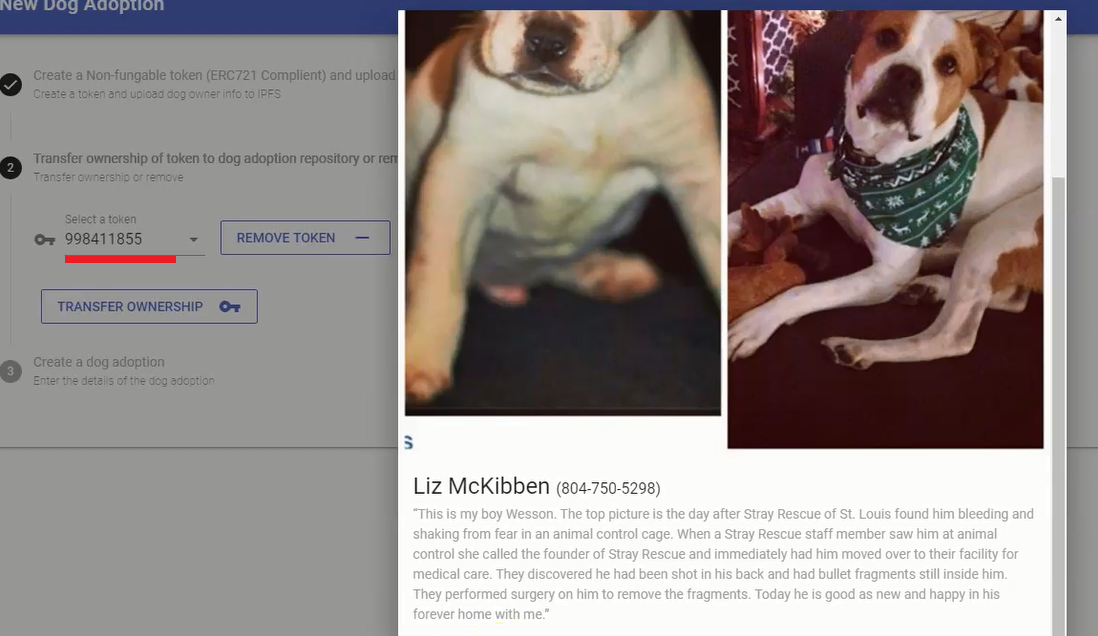 New Dog Adoption
Create a Non-fungable token (ERC721 Complient) and upload
Create a token and upload dog owner info to IPFS
2
Transfer ownership of token to dog adoption repository or rem
Transfer ownership or remove
Select a token
998411855
REMOVE TOKEN
TRANSFER OWNERSHIP
3
Create a dog adoption
Enter the details of the dog adoption
s
Liz McKibben (804-750-5298)
“This is my boy Wesson. The top picture is the day after Stray Rescue of St. Louis found him bleeding and
shaking from fear in an animal control cage. When a Stray Rescue staff member saw him at animal
control she called the founder of Stray Rescue and immediately had him moved over to their facility for
medical care. They discovered he had been shot in his back and had bullet fragments still inside him.
They performed surgery on him to remove the fragments. Today he is good as new and happy in his
forever home with me.”